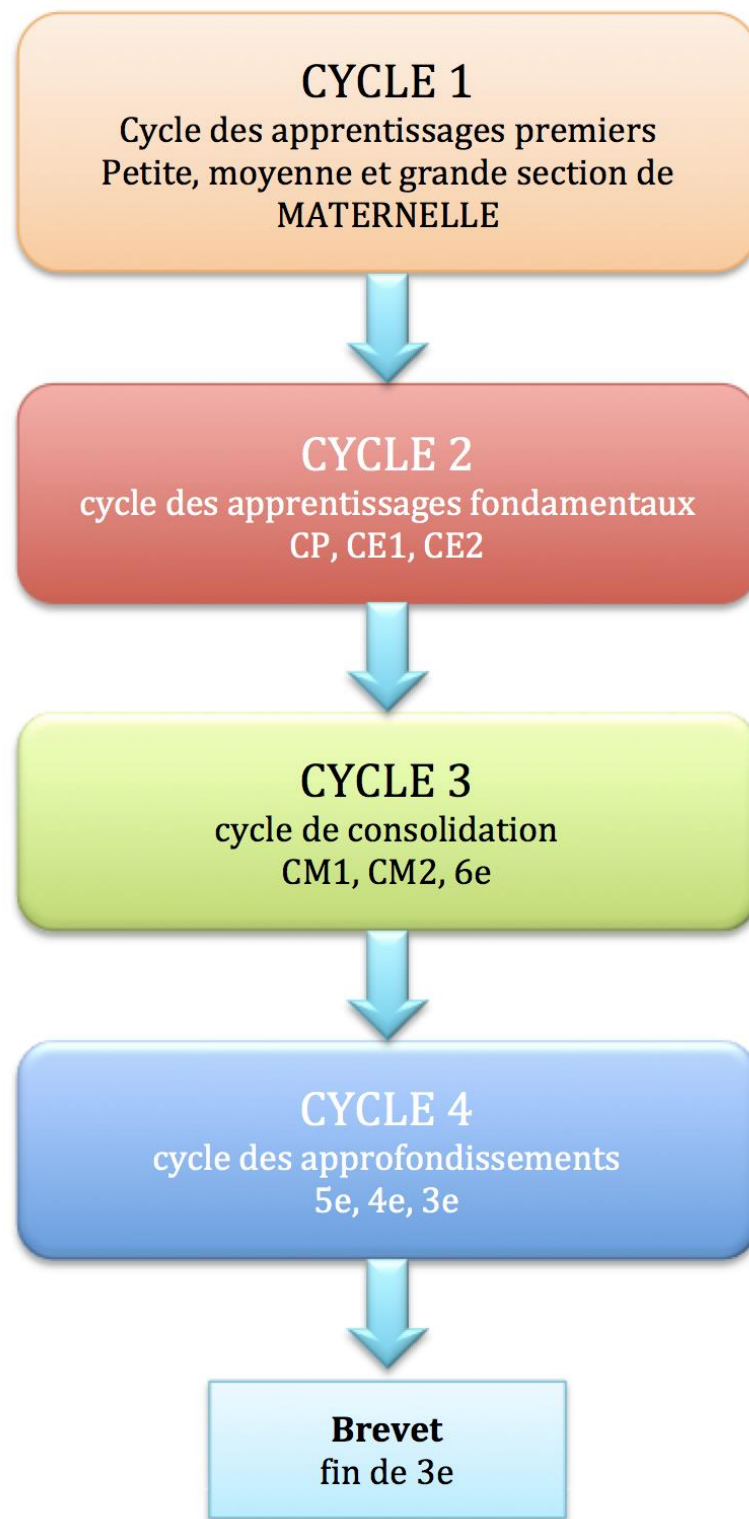 CYCLE 1
Cycle des apprentissages premiers
Petite, moyenne et grande section de
MATERNELLE
CYCLE 2
cycle des apprentissages fondamentaux
CP, CE1, CE2
CYCLE 3
cycle de consolidation
CM1, CM2, 6e
CYCLE 4
cycle des approfondissements
5e, 4e, 3e
Brevet
fin de 3e